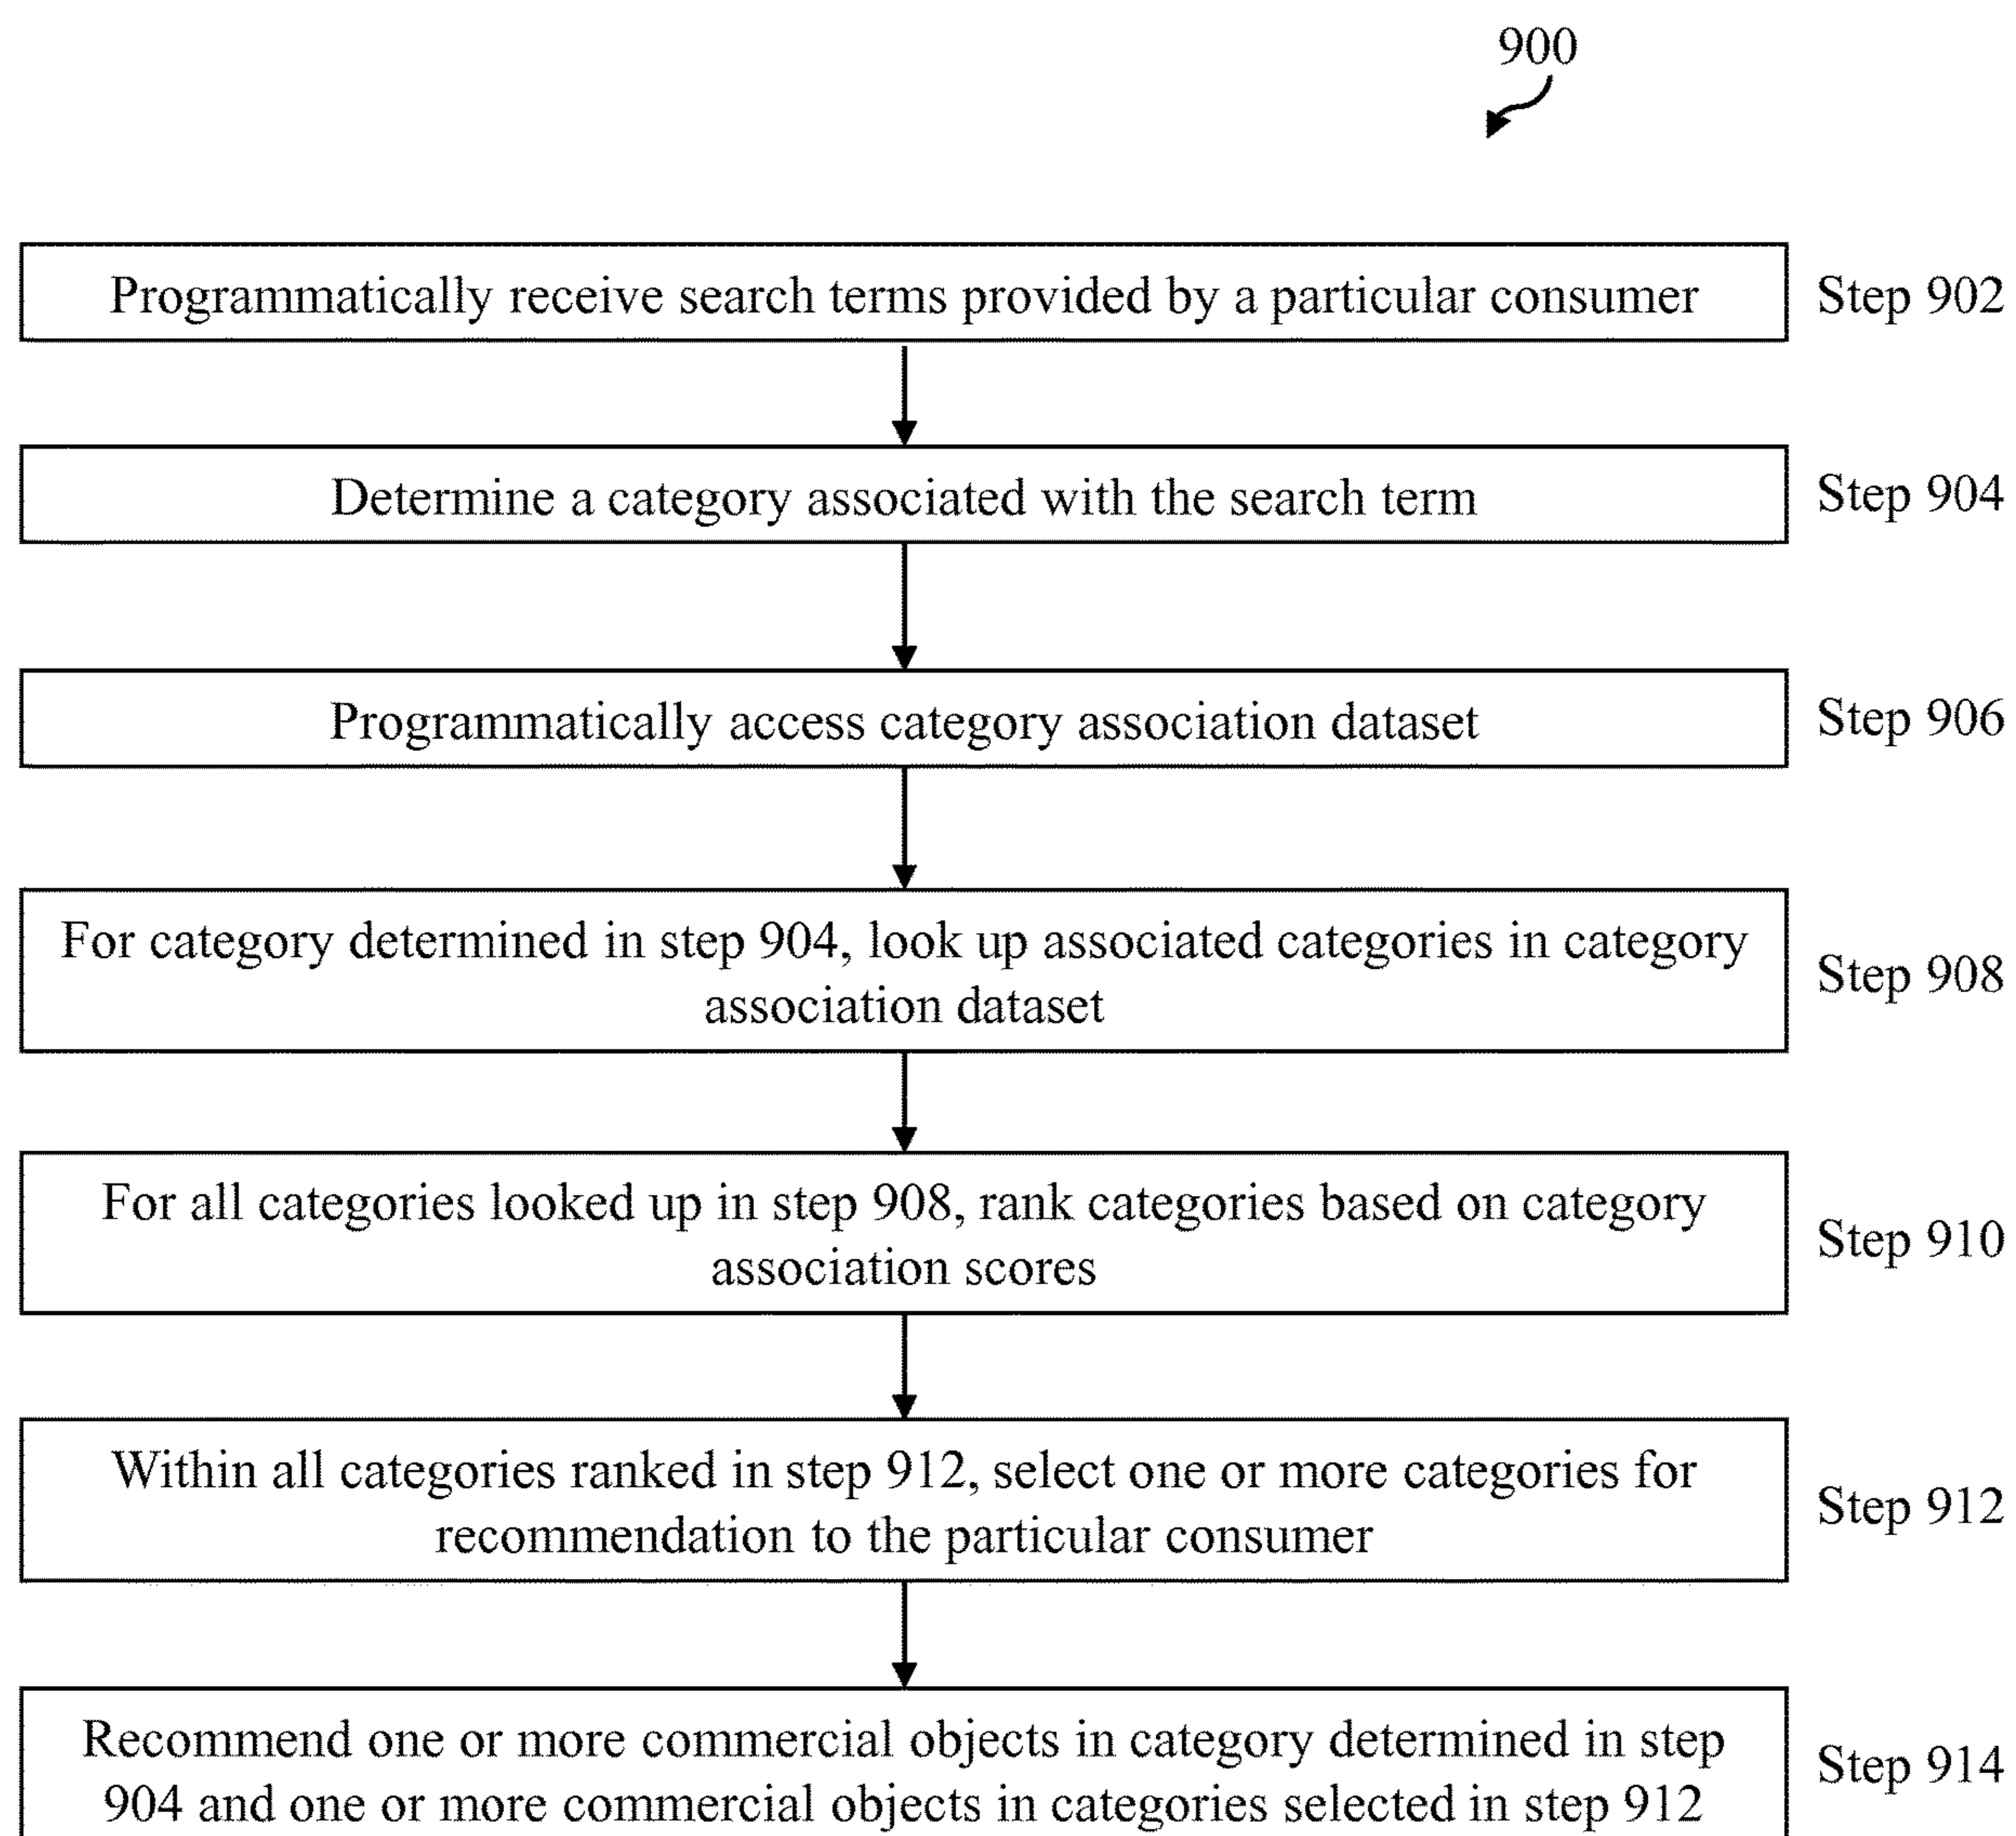 900
Programmatically receive search terms provided by a particular consumer
Step 902
Determine a category associated with the search term
Step 904
Programmatically access category association dataset
Step 906
For category determined in step 904, look up associated categories in category
association dataset
Step 908
For all categories looked up in step 908, rank categories based on category
association scores
Step 910
Within all categories ranked in step 912, select one or more categories for
recommendation to the particular consumer
Step 912
Recommend one or more commercial objects in category determined in step
904 and one or more commercial objects in categories selected in step 912
Step 914